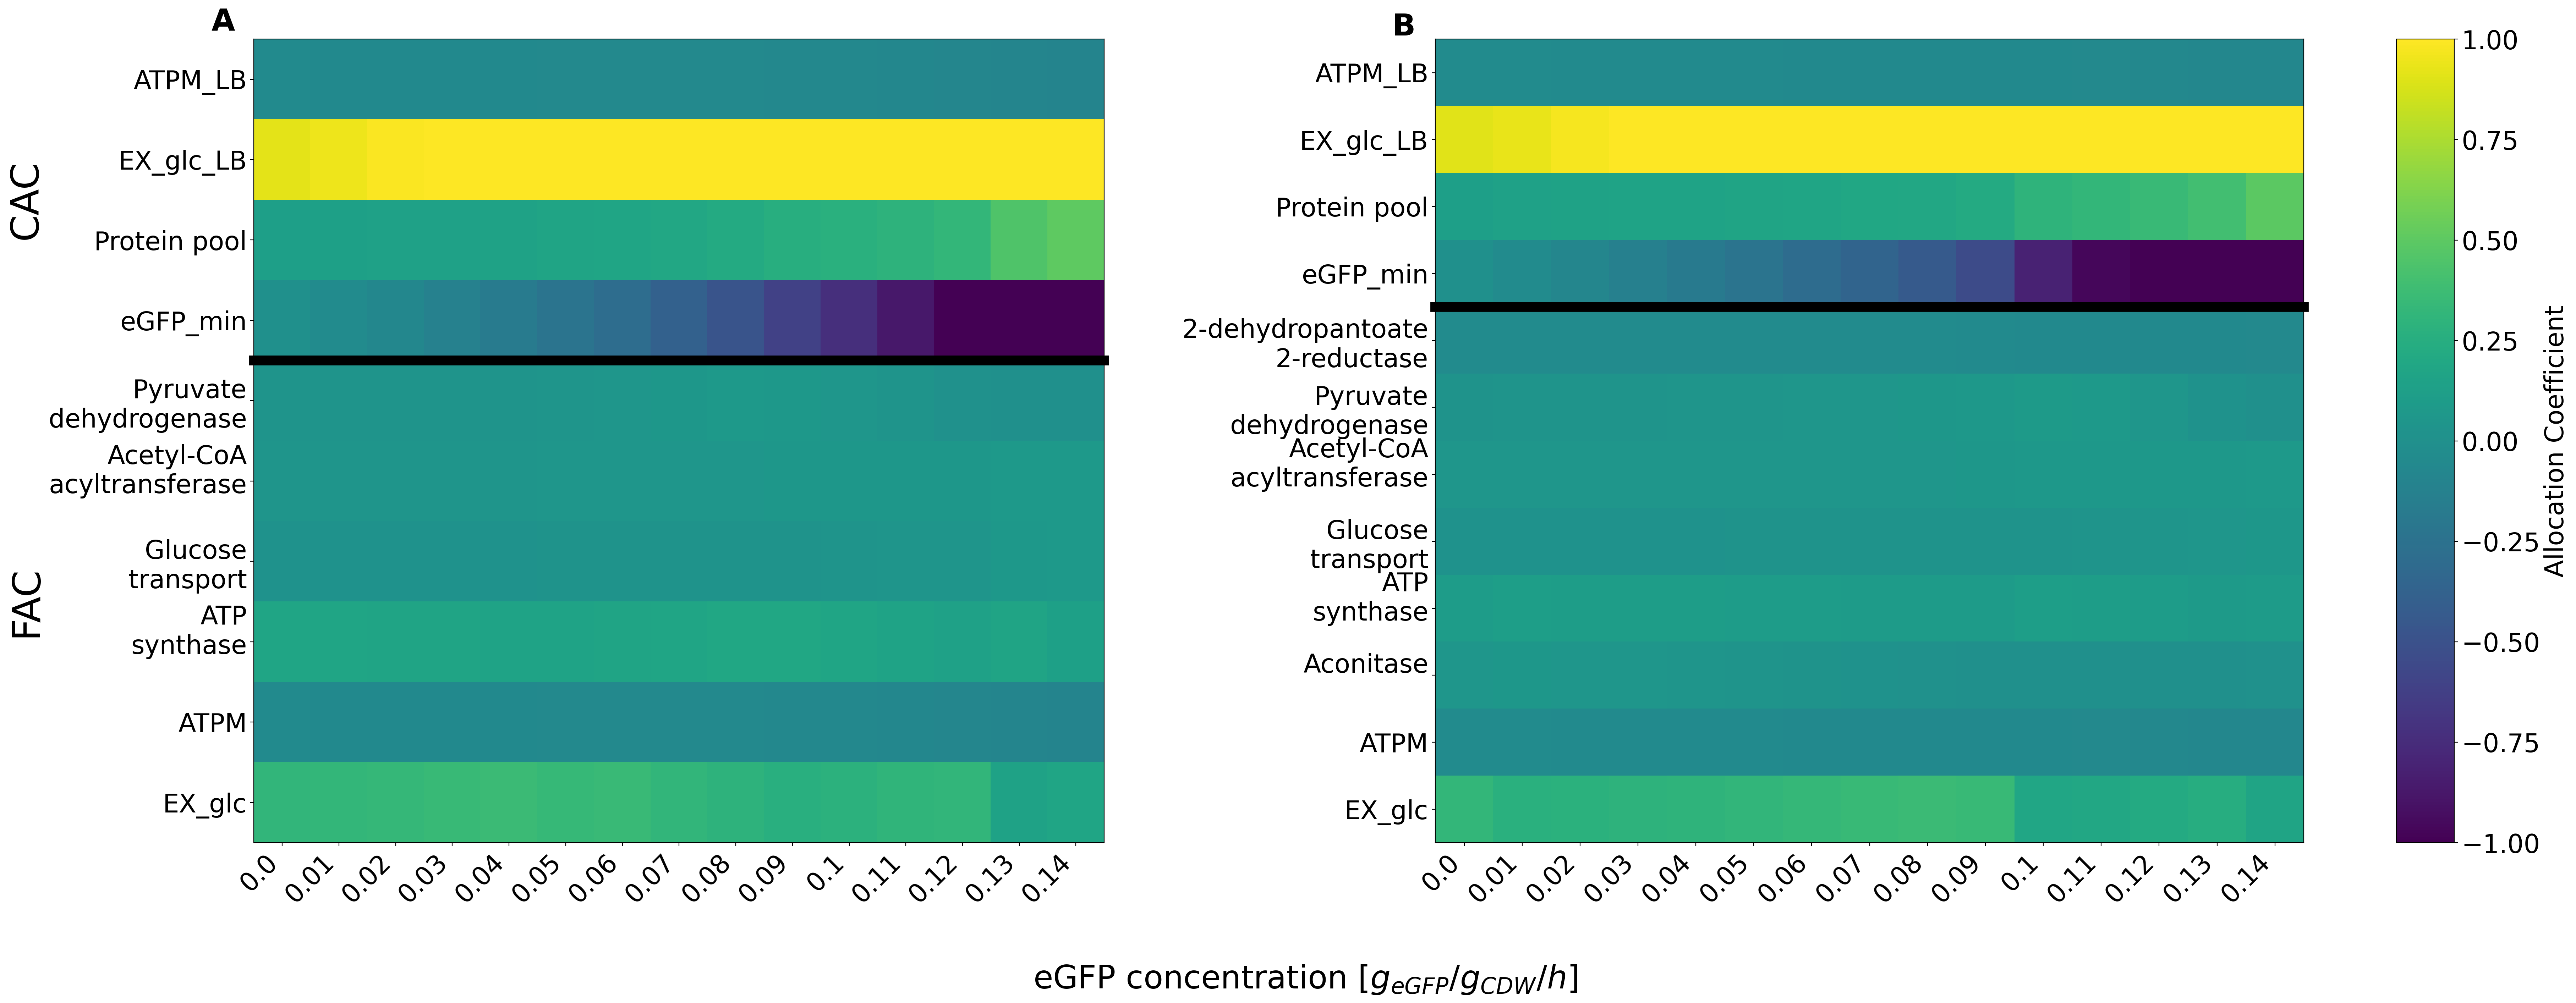 A
CAC
ATPM_LB
EX_glc_LB
Protein pool
eGFP_min
FAC
Pyruvate
dehydrogenase
Acetyl-CoA
acyltransferase
Glucose
transport
ATP
synthase
ATPM
EX_glc
0.0
0.01
0.02
0.03
0.04
0.05
0.06
0.07
0.08
0.09
0.1
0.11
0.12
0.13
0.14
B
ATPM_LB
EX_glc_LB
Protein pool
eGFP_min
2-dehydropantoate
2-reductase
Pyruvate
dehydrogenase
Acetyl-CoA
acyltransferase
Glucose
transport
ATP
synthase
Aconitase
ATPM
EX_glc
0.0
0.01
0.02
0.03
0.04
0.05
0.06
0.07
0.08
0.09
0.1
0.11
0.12
0.13
0.14
1.00
0.75
0.50
0.25
0.00
−0.25
−0.50
−0.75
−1.00
Allocation Coefficient
eGFP concentration [g_{eGFP}/g_{CDW}/h]